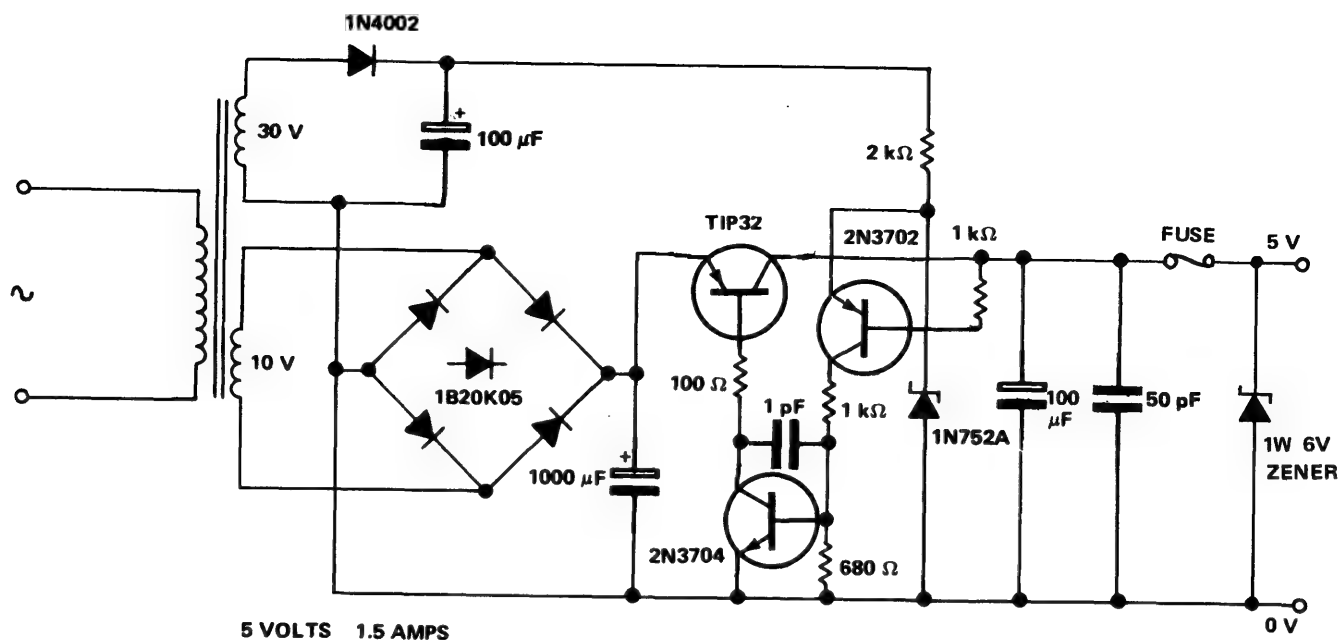 1N4002
30 V
+
100 μF
2 kΩ
TIP32
2N3702
1 kΩ
FUSE
5 V
~
10 V
1B20K05
100 Ω
1 pF
1 kΩ
1N752A
100
μF
50 pF
1W 6V
ZENER
+
1000 μF
2N3704
680 Ω
0 V
5 VOLTS 1.5 AMPS